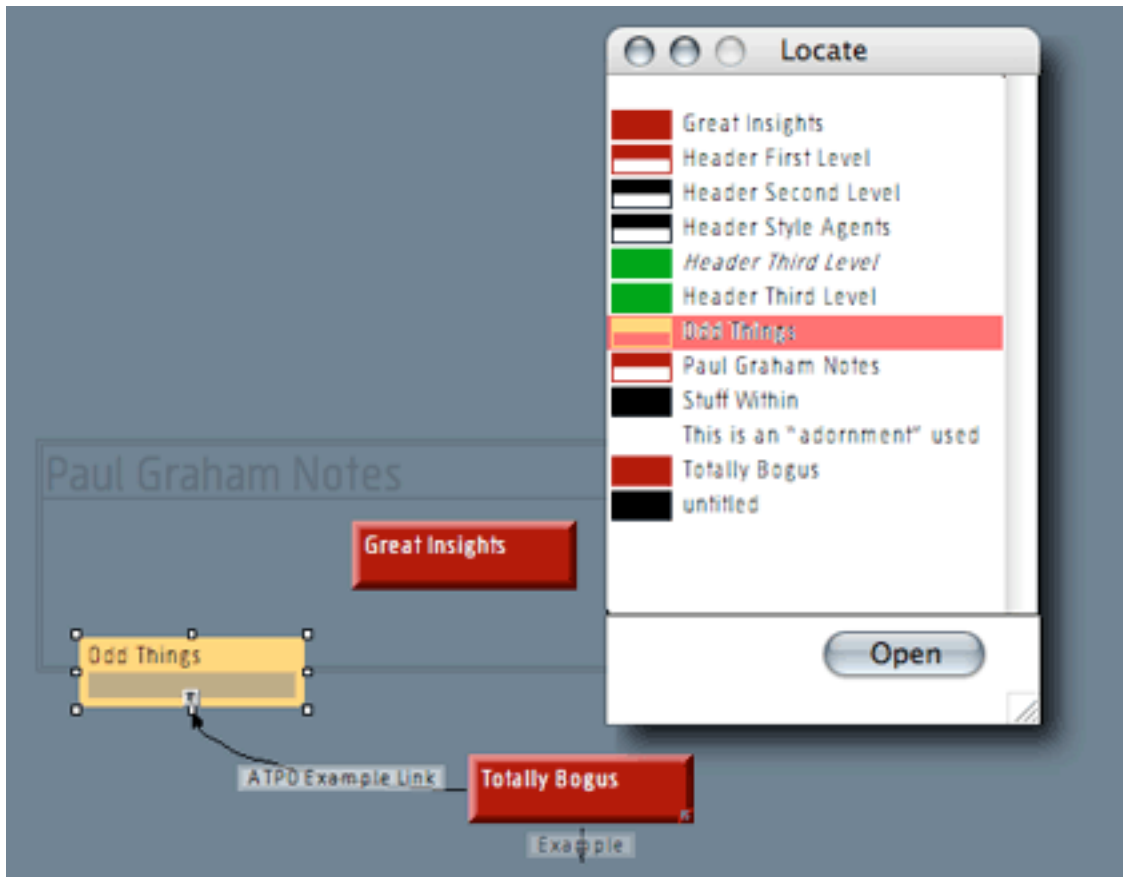 Locate
Great Insights
Header First Level
Header Second Level
Header Style Agents
Header Third Level
Header Third Level
Odd Things
Paul Graham Notes
Stuff Within
This is an "adornment" used
Totally Bogus
untitled
Open
Paul Graham Notes
Great Insights
Odd Things
ATPO Example Link
Totally Bogus
Example